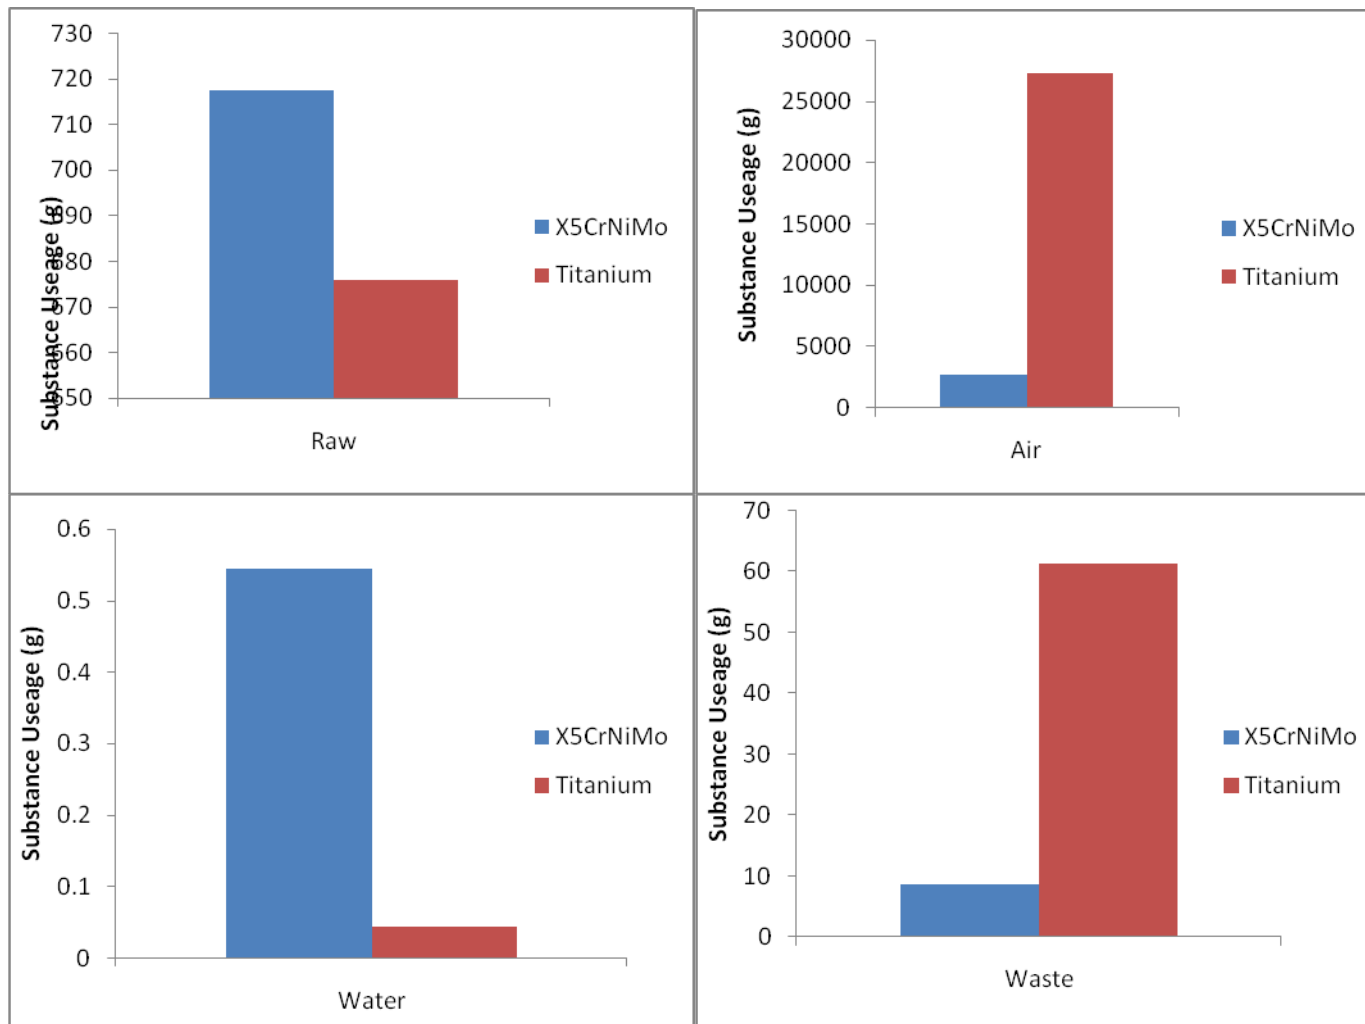 730
720
710
700
690
680
670
660
650
Substance Useage (g)
Raw
X5CrNiMo
Titanium
30000
25000
20000
15000
10000
5000
0
Substance Useage (g)
Air
X5CrNiMo
Titanium
0.6
0.5
0.4
0.3
0.2
0.1
0
Substance Useage (g)
Water
X5CrNiMo
Titanium
70
60
50
40
30
20
10
0
Substance Useage (g)
Waste
X5CrNiMo
Titanium